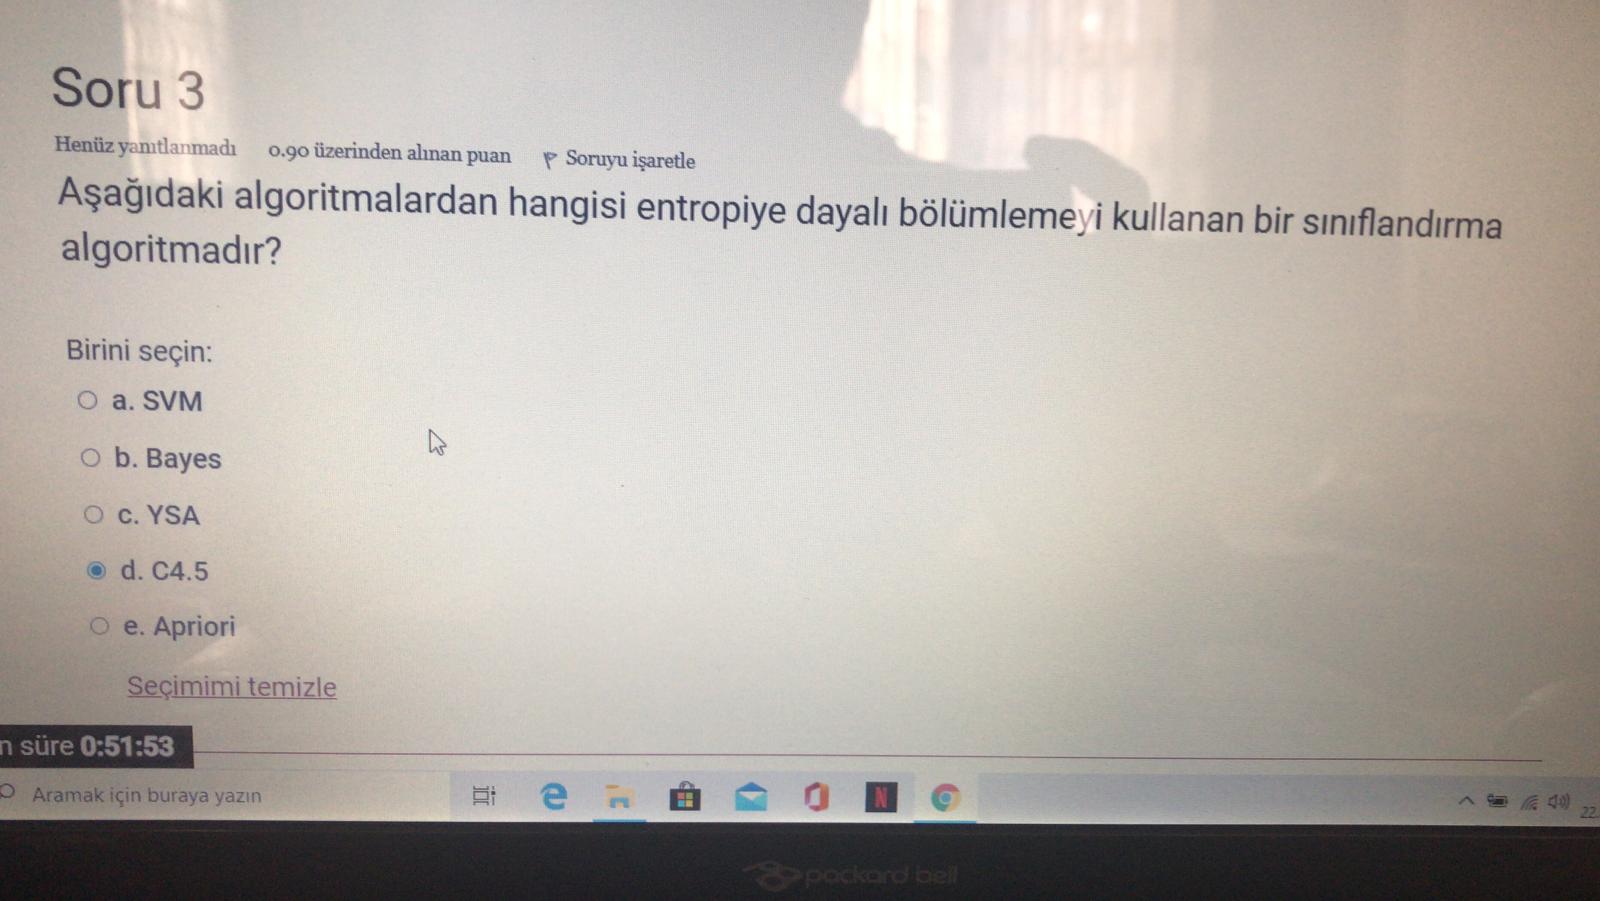 Soru 3
Henüz yanıtlanmadı 0.90 üzerinden alınan puan Soruyu işaretle
Aşağıdaki algoritmalardan hangisi entropiye dayalı bölümlemeyi kullanan bir sınıflandırma
algoritmadır?
Birini seçin:
a. SVM
b. Bayes
c. YSA
d. C4.5
e. Apriori
Seçimimi temizle
n süre 0:51:53
Aramak için buraya yazın
22.
packard bell